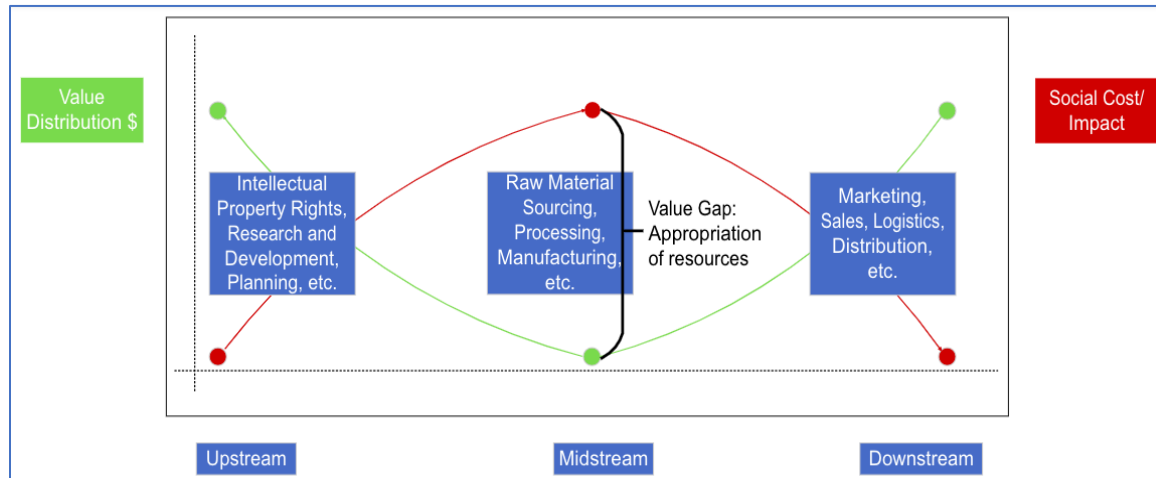 Value
Distribution $
Social Cost/
Impact
Intellectual
Property Rights,
Research and
Development,
Planning, etc.
Raw Material
Sourcing,
Processing,
Manufacturing,
etc.
Value Gap:
Appropriation
of resources
Marketing,
Sales, Logistics,
Distribution,
etc.
Upstream
Midstream
Downstream